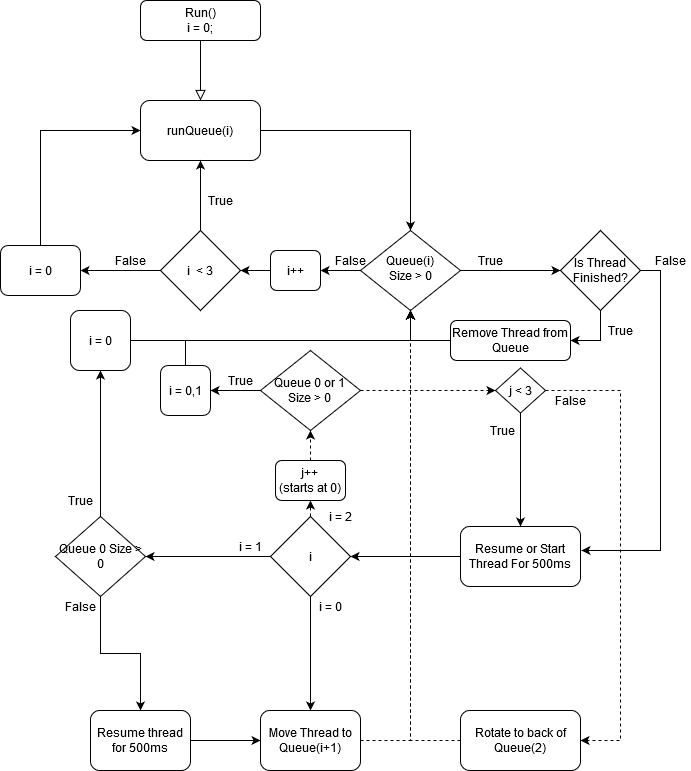 Run()
i = 0;
runQueue(i)
True
i = 0
False
i < 3
i++
False
Queue(i)
Size > 0
True
Is Thread
Finished?
False
True
i = 0
Remove Thread from
Queue
i = 0,1
True
Queue 0 or 1
Size > 0
j < 3
False
True
j++
(starts at 0)
i = 2
True
Queue 0 Size >
0
i = 1
i
Resume or Start
Thread For 500ms
False
i = 0
Resume thread
for 500ms
Move Thread to
Queue(i+1)
Rotate to back of
Queue(2)